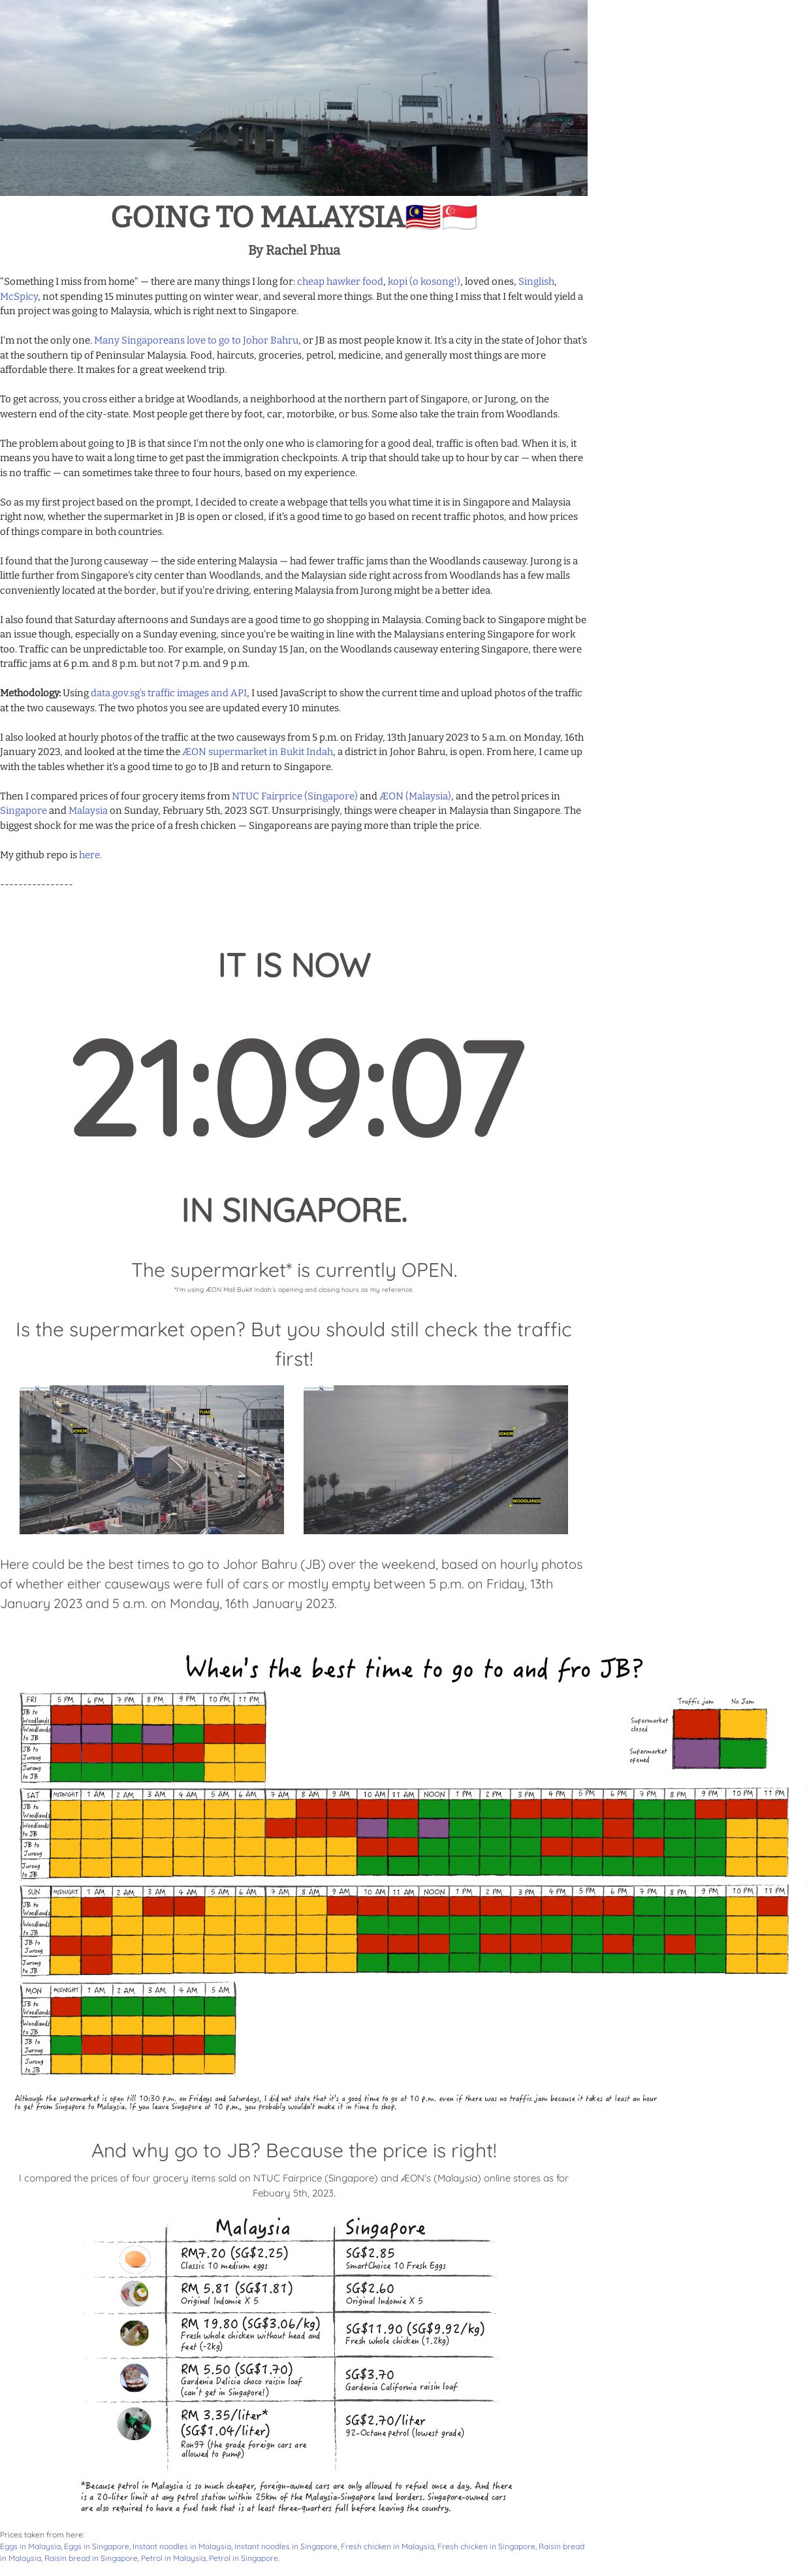 GOING TO MALAYSIA🇲🇾🇸🇬
By Rachel Phua
"Something I miss from home" — there are many things I long for: cheap hawker food, kopi (o kosong!), loved ones, Singlish,
McSpicy, not spending 15 minutes putting on winter wear, and several more things. But the one thing I miss that I felt would yield a
fun project was going to Malaysia, which is right next to Singapore.
I'm not the only one. Many Singaporeans love to go to Johor Bahru, or JB as most people know it. It's a city in the state of Johor that's
at the southern tip of Peninsular Malaysia. Food, haircuts, groceries, petrol, medicine, and generally most things are more
affordable there. It makes for a great weekend trip.
To get across, you cross either a bridge at Woodlands, a neighborhood at the northern part of Singapore, or Jurong, on the
western end of the city-state. Most people get there by foot, car, motorbike, or bus. Some also take the train from Woodlands.
The problem about going to JB is that since I'm not the only one who is clamoring for a good deal, traffic is often bad. When it is, it
means you have to wait a long time to get past the immigration checkpoints. A trip that should take up to hour by car — when there
is no traffic — can sometimes take three to four hours, based on my experience.
So as my first project based on the prompt, I decided to create a webpage that tells you what time it is in Singapore and Malaysia
right now, whether the supermarket in JB is open or closed, if it's a good time to go based on recent traffic photos, and how prices
of things compare in both countries.
I found that the Jurong causeway — the side entering Malaysia — had fewer traffic jams than the Woodlands causeway. Jurong is a
little further from Singapore's city center than Woodlands, and the Malaysian side right across from Woodlands has a few malls
conveniently located at the border, but if you're driving, entering Malaysia from Jurong might be a better idea.
I also found that Saturday afternoons and Sundays are a good time to go shopping in Malaysia. Coming back to Singapore might be
an issue though, especially on a Sunday evening, since you're be waiting in line with the Malaysians entering Singapore for work
too. Traffic can be unpredictable too. For example, on Sunday 15 Jan, on the Woodlands causeway entering Singapore, there were
traffic jams at 6 p.m. and 8 p.m. but not 7 p.m. and 9 p.m.
Methodology: Using data.gov.sg's traffic images and API, I used JavaScript to show the current time and upload photos of the traffic
at the two causeways. The two photos you see are updated every 10 minutes.
I also looked at hourly photos of the traffic at the two causeways from 5 p.m. on Friday, 13th January 2023 to 5 a.m. on Monday, 16th
January 2023, and looked at the time the ÆON supermarket in Bukit Indah, a district in Johor Bahru, is open. From here, I came up
with the tables whether it's a good time to go to JB and return to Singapore.
Then I compared prices of four grocery items from NTUC Fairprice (Singapore) and ÆON (Malaysia), and the petrol prices in
Singapore and Malaysia on Sunday, February 5th, 2023 SGT. Unsurprisingly, things were cheaper in Malaysia than Singapore. The
biggest shock for me was the price of a fresh chicken — Singaporeans are paying more than triple the price.
My github repo is here.
----------------
IT IS NOW
21:09:07
IN SINGAPORE.
The supermarket* is currently OPEN.
*I'm using ÆON Mall Bukit Indah's opening and closing hours as my reference.
Is the supermarket open? But you should still check the traffic
first!
TUAS
JOHOR
JOHOR
WOODLANDS
Here could be the best times to go to Johor Bahru (JB) over the weekend, based on hourly photos
of whether either causeways were full of cars or mostly empty between 5 p.m. on Friday, 13th
January 2023 and 5 a.m. on Monday, 16th January 2023.
When's the best time to go to and fro JB?
Traffic jam No Jam
Supermarket
closed
Supermarket
opened
FRI 5 PM 6 PM 7 PM 8 PM 9 PM 10 PM 11 PM
JB to
Woodlands
Woodlands
to JB
JB to
Jurong
Jurong
to JB
SAT MIDNIGHT 1 AM 2 AM 3 AM 4 AM 5 AM 6 AM 7 AM 8 AM 9 AM 10 AM 11 AM NOON 1 PM 2 PM 3 PM 4 PM 5 PM 6 PM 7 PM 8 PM 9 PM 10 PM 11 PM
JB to
Woodlands
Woodlands
to JB
JB to
Jurong
Jurong
to JB
SUN MIDNIGHT 1 AM 2 AM 3 AM 4 AM 5 AM 6 AM 7 AM 8 AM 9 AM 10 AM 11 AM NOON 1 PM 2 PM 3 PM 4 PM 5 PM 6 PM 7 PM 8 PM 9 PM 10 PM 11 PM
JB to
Woodlands
Woodlands
to JB
JB to
Jurong
Jurong
to JB
MON MIDNIGHT 1 AM 2 AM 3 AM 4 AM 5 AM
JB to
Woodlands
Woodlands
to JB
JB to
Jurong
Jurong
to JB
Although the supermarket is open till 10:30 p.m. on Fridays and Saturdays, I did not state that it's a good time to go at 10 p.m. even if there was no traffic jam because it takes at least an hour
to get from Singapore to Malaysia. If you leave Singapore at 10 p.m., you probably wouldn't make it in time to shop.
And why go to JB? Because the price is right!
I compared the prices of four grocery items sold on NTUC Fairprice (Singapore) and ÆON's (Malaysia) online stores as for
Febuary 5th, 2023.
Malaysia Singapore
RM7.20 (SG$2.25) SG$2.85
Classic 10 medium eggs SmartChoice 10 Fresh Eggs
RM 5.81 (SG$1.81) SG$2.60
Original Indomie X 5 Original Indomie X 5
RM 19.80 (SG$3.06/kg) SG$11.90 (SG$9.92/kg)
Fresh whole chicken without head and Fresh whole chicken (1.2kg)
feet (~2kg)
RM 5.50 (SG$1.70) SG$3.70
Gardenia Delicia choco raisin loaf Gardenia California raisin loaf
(can't get in Singapore!)
RM 3.35/liter* SG$2.70/liter
(SG$1.04/liter) 92-Octane petrol (lowest grade)
Ron97 (the grade foreign cars are
allowed to pump)
*Because petrol in Malaysia is so much cheaper, foreign-owned cars are only allowed to refuel once a day. And there
is a 20-liter limit at any petrol station within 25km of the Malaysia-Singapore land borders. Singapore-owned cars
are also required to have a fuel tank that is at least three-quarters full before leaving the country.
Prices taken from here:
Eggs in Malaysia, Eggs in Singapore, Instant noodles in Malaysia, Instant noodles in Singapore, Fresh chicken in Malaysia, Fresh chicken in Singapore, Raisin bread
in Malaysia, Raisin bread in Singapore, Petrol in Malaysia, Petrol in Singapore.